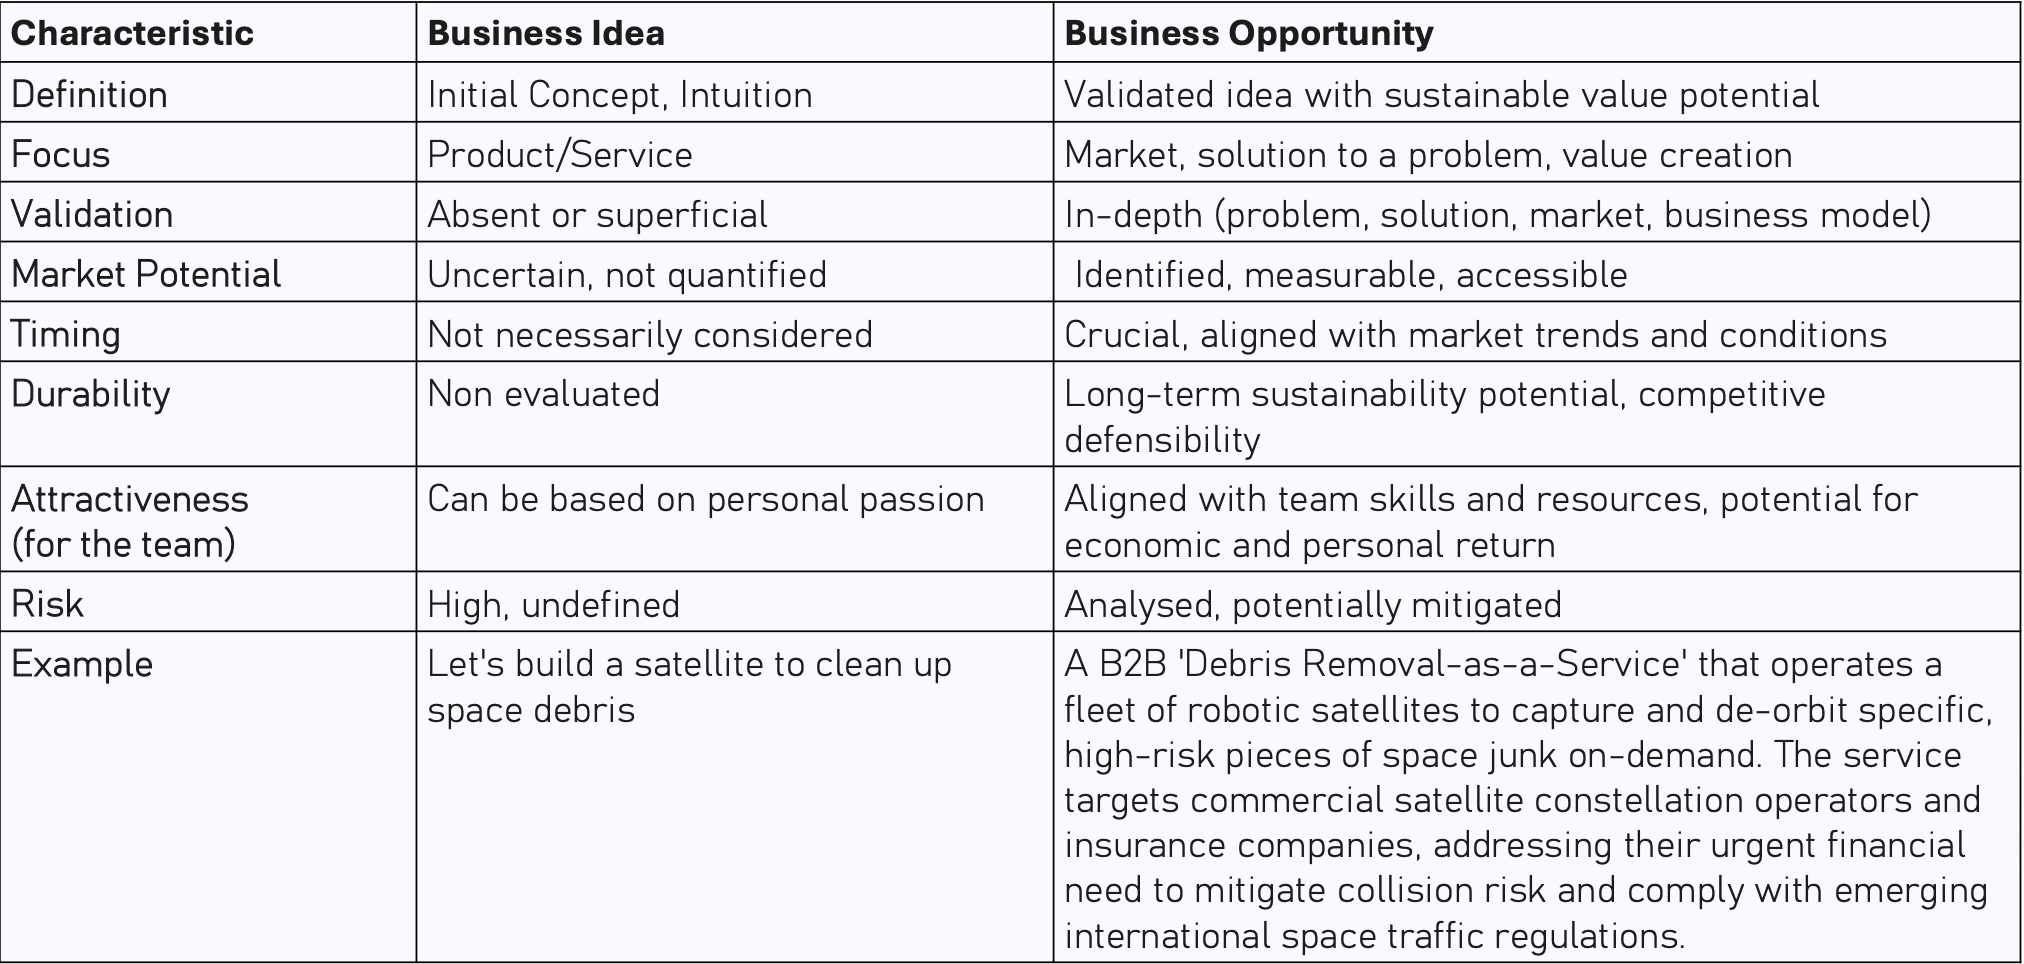 Characteristic Business Idea Business Opportunity
Definition Initial Concept, Intuition Validated idea with sustainable value potential
Focus Product/Service Market, solution to a problem, value creation
Validation Absent or superficial In-depth (problem, solution, market, business model)
Market Potential Uncertain, not quantified Identified, measurable, accessible
Timing Not necessarily considered Crucial, aligned with market trends and conditions
Durability Non evaluated Long-term sustainability potential, competitive
defensibility
Attractiveness Can be based on personal passion Aligned with team skills and resources, potential for
(for the team) economic and personal return
Risk High, undefined Analysed, potentially mitigated
Example Let's build a satellite to clean up A B2B 'Debris Removal-as-a-Service' that operates a
space debris fleet of robotic satellites to capture and de-orbit specific,
high-risk pieces of space junk on-demand. The service
targets commercial satellite constellation operators and
insurance companies, addressing their urgent financial
need to mitigate collision risk and comply with emerging
international space traffic regulations.